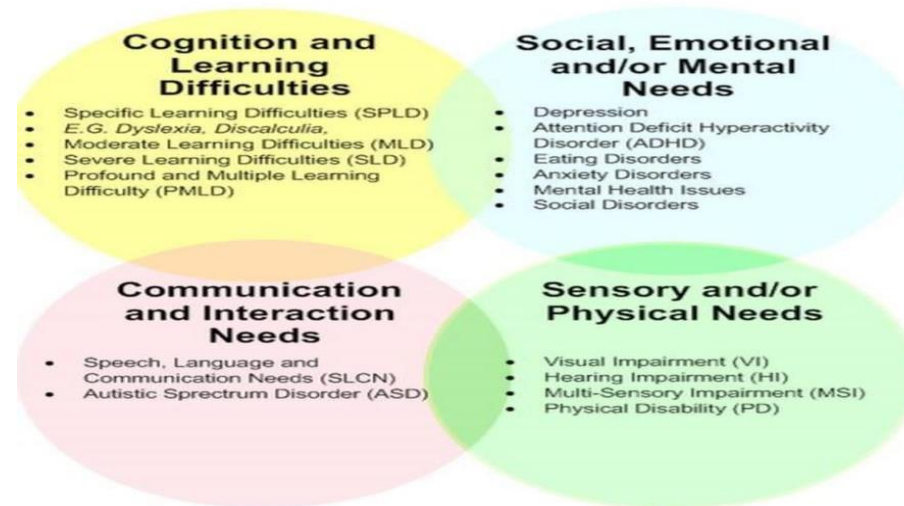 Cognition and
Learning
Difficulties
• Specific Learning Difficulties (SPLD)
• E.G. Dyslexia, Discalculia,
• Moderate Learning Difficulties (MLD)
• Severe Learning Difficulties (SLD)
• Profound and Multiple Learning
Difficulty (PMLD)
Social, Emotional
and/or Mental
Needs
• Depression
• Attention Deficit Hyperactivity
Disorder (ADHD)
• Eating Disorders
• Anxiety Disorders
• Mental Health Issues
• Social Disorders
Communication
and Interaction
Needs
• Speech, Language and
Communication Needs (SLCN)
• Autistic Sprectrum Disorder (ASD)
Sensory and/or
Physical Needs
• Visual Impairment (VI)
• Hearing Impairment (HI)
• Multi-Sensory Impairment (MSI)
• Physical Disability (PD)